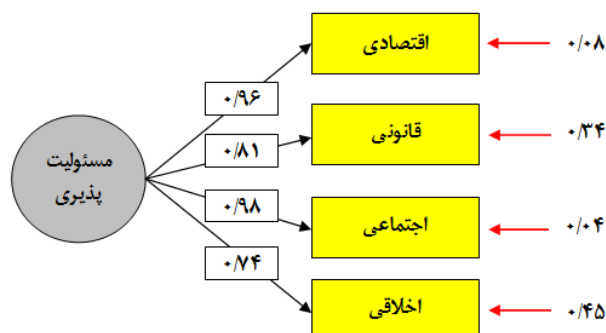 اقتصادی
۰/۰۸
۰/۹۶
قانونی
۰/۳۴
۰/۸۱
مسئولیت
پذیری
۰/۹۸
اجتماعی
۰/۰۴
۰/۷۴
اخلاقی
۰/۴۵